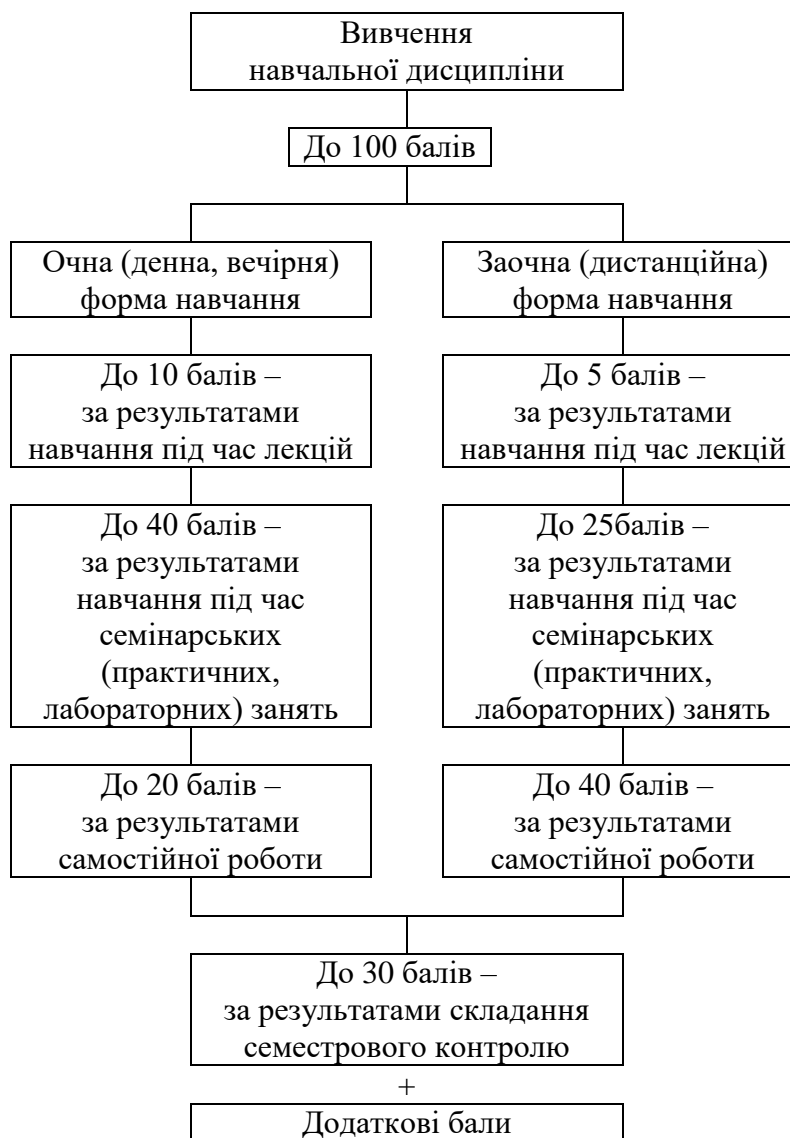 Вивчення
навчальної дисципліни
До 100 балів
Очна (денна, вечірня)
форма навчання
До 10 балів –
за результатами
навчання під час лекцій
До 40 балів –
за результатами
навчання під час
семінарських
(практичних,
лабораторних) занять
До 20 балів –
за результатами
самостійної роботи
Заочна (дистанційна)
форма навчання
До 5 балів –
за результатами
навчання під час лекцій
До 25балів –
за результатами
навчання під час
семінарських
(практичних,
лабораторних) занять
До 40 балів –
за результатами
самостійної роботи
До 30 балів –
за результатами складання
семестрового контролю
+
Додаткові бали